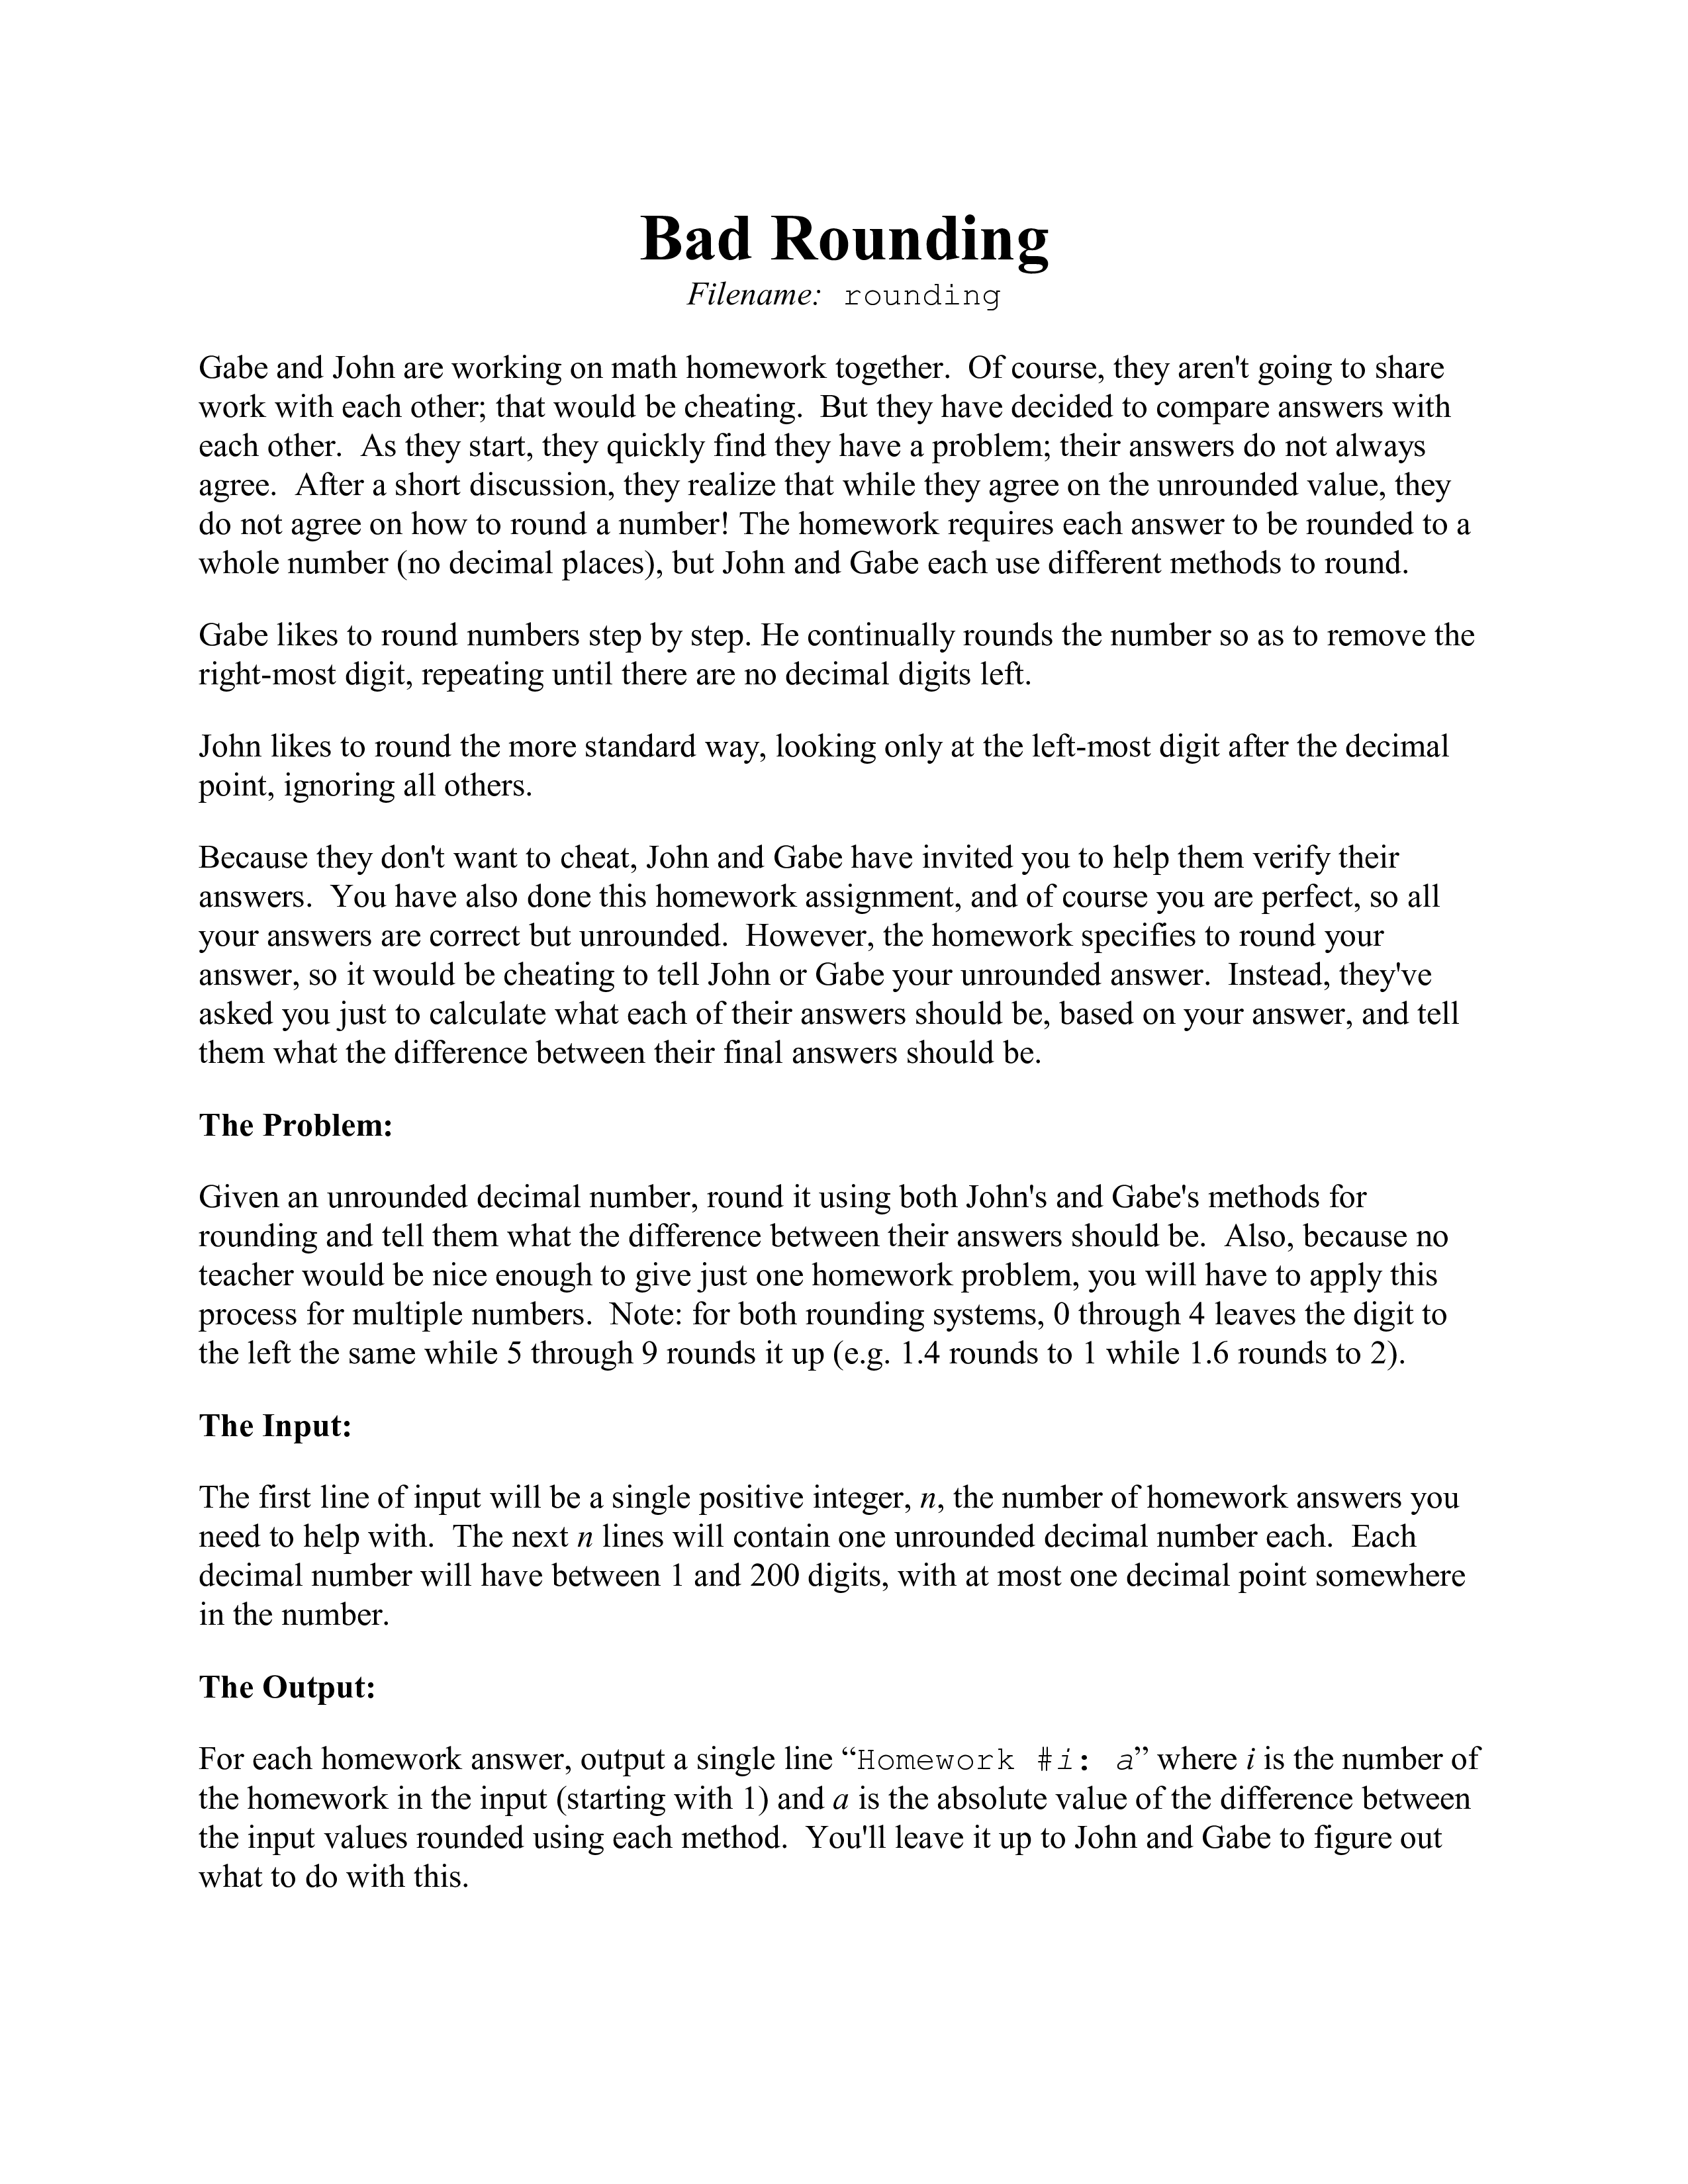 Bad Rounding
Filename: rounding
Gabe and John are working on math homework together. Of course, they aren't going to share
work with each other; that would be cheating. But they have decided to compare answers with
each other. As they start, they quickly find they have a problem; their answers do not always
agree. After a short discussion, they realize that while they agree on the unrounded value, they
do not agree on how to round a number! The homework requires each answer to be rounded to a
whole number (no decimal places), but John and Gabe each use different methods to round.
Gabe likes to round numbers step by step. He continually rounds the number so as to remove the
right-most digit, repeating until there are no decimal digits left.
John likes to round the more standard way, looking only at the left-most digit after the decimal
point, ignoring all others.
Because they don't want to cheat, John and Gabe have invited you to help them verify their
answers. You have also done this homework assignment, and of course you are perfect, so all
your answers are correct but unrounded. However, the homework specifies to round your
answer, so it would be cheating to tell John or Gabe your unrounded answer. Instead, they've
asked you just to calculate what each of their answers should be, based on your answer, and tell
them what the difference between their final answers should be.
The Problem:
Given an unrounded decimal number, round it using both John's and Gabe's methods for
rounding and tell them what the difference between their answers should be. Also, because no
teacher would be nice enough to give just one homework problem, you will have to apply this
process for multiple numbers. Note: for both rounding systems, 0 through 4 leaves the digit to
the left the same while 5 through 9 rounds it up (e.g. 1.4 rounds to 1 while 1.6 rounds to 2).
The Input:
The first line of input will be a single positive integer, n, the number of homework answers you
need to help with. The next n lines will contain one unrounded decimal number each. Each
decimal number will have between 1 and 200 digits, with at most one decimal point somewhere
in the number.
The Output:
For each homework answer, output a single line “Homework #i: a” where i is the number of
the homework in the input (starting with 1) and a is the absolute value of the difference between
the input values rounded using each method. You'll leave it up to John and Gabe to figure out
what to do with this.